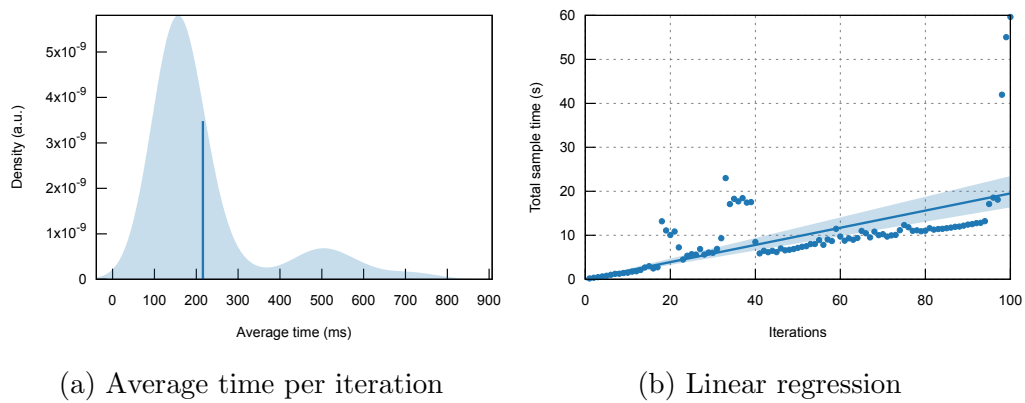 5x10-9
4x10-9
3x10-9
2x10-9
1x10-9
0
Density (a.u.)
0 100 200 300 400 500 600 700 800 900
Average time (ms)
(a) Average time per iteration
60
50
40
30
20
10
0
Total sample time (s)
0 20 40 60 80 100
Iterations
(b) Linear regression